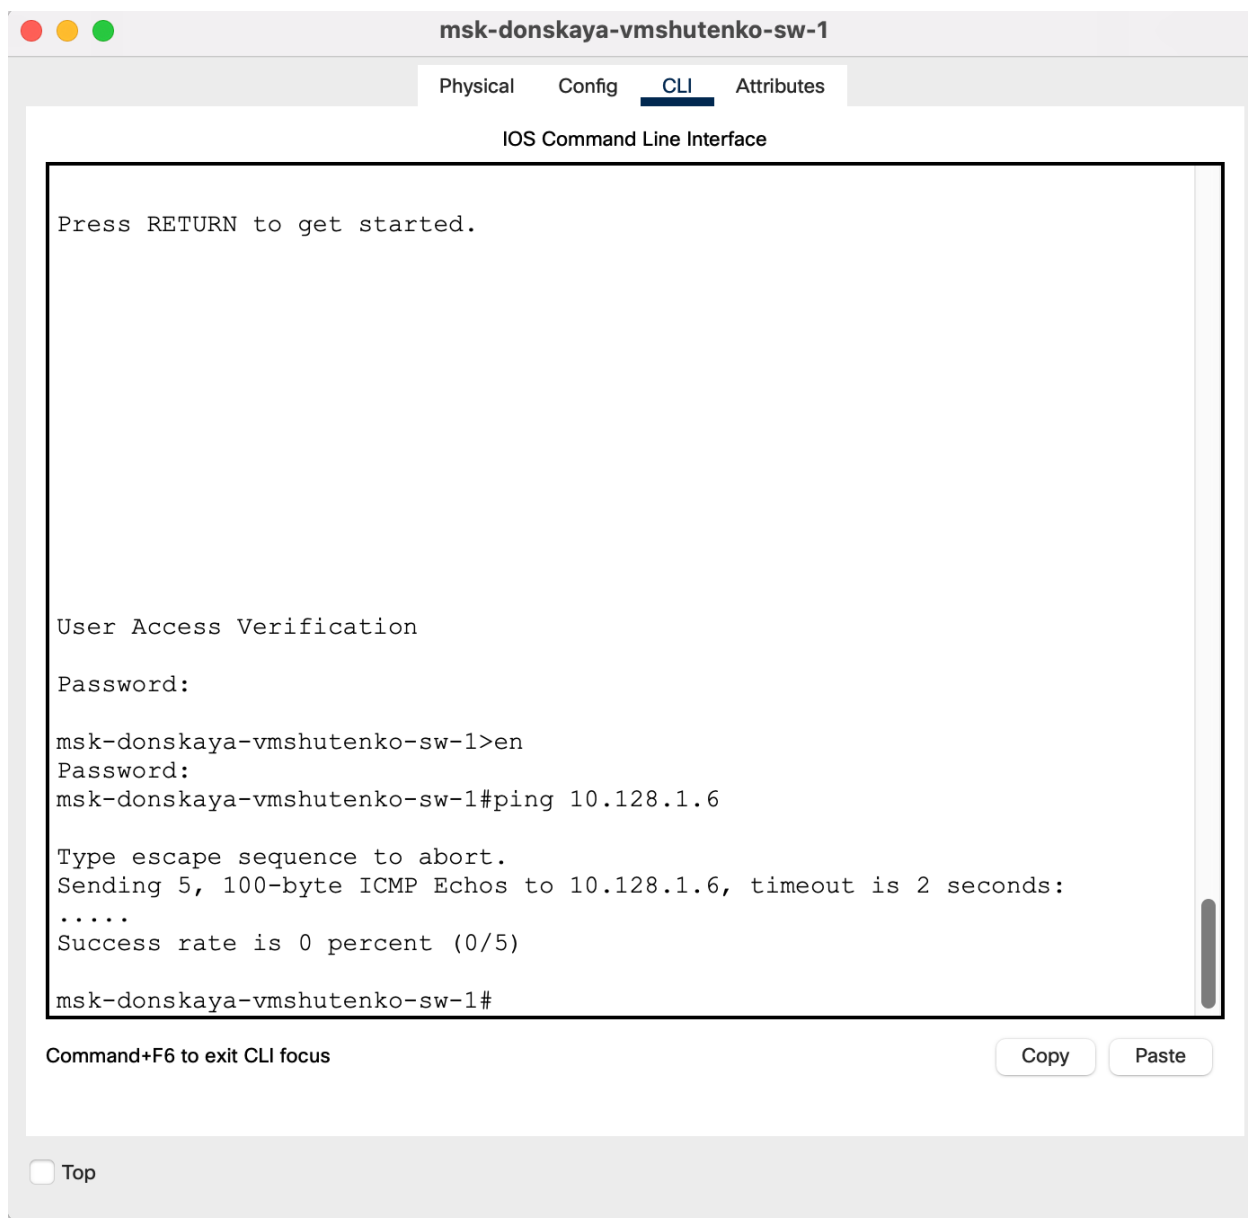 msk-donskaya-vmshutenko-sw-1
Physical Config CLI Attributes
IOS Command Line Interface
Press RETURN to get started.
User Access Verification
Password:
msk-donskaya-vmshutenko-sw-1>en
Password:
msk-donskaya-vmshutenko-sw-1#ping 10.128.1.6
Type escape sequence to abort.
Sending 5, 100-byte ICMP Echos to 10.128.1.6, timeout is 2 seconds:
.....
Success rate is 0 percent (0/5)
msk-donskaya-vmshutenko-sw-1#
Command+F6 to exit CLI focus
Copy Paste
Top